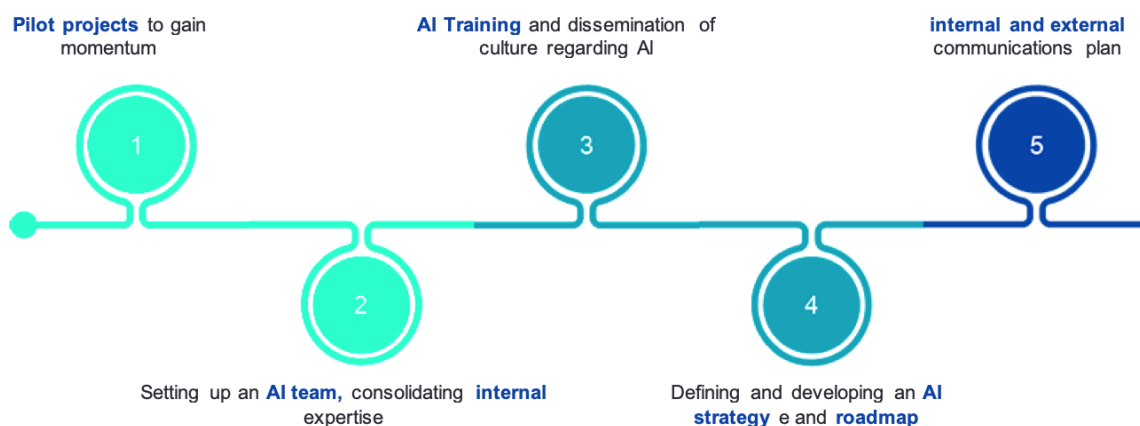 Pilot projects to gain
momentum
AI Training and dissemination of
culture regarding AI
internal and external
communications plan
1
3
5
2
4
Setting up an AI team, consolidating internal
expertise
Defining and developing an AI
strategy e and roadmap